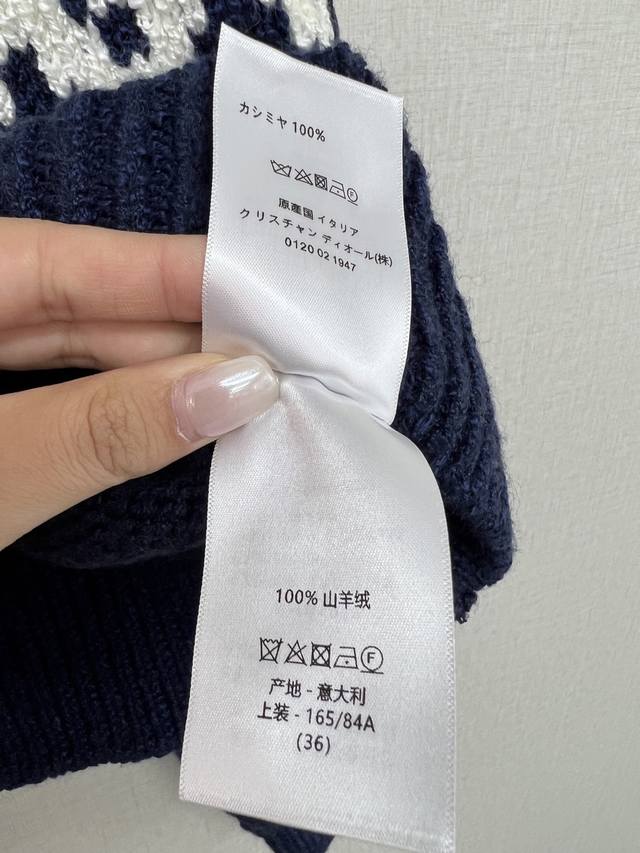 カシミヤ 100%
F
原産国 イタリア
クリスチャン ディオール(株)
0120 02 1947
100% 山羊绒
F
产地 - 意大利
上装 - 165/84A
(36)